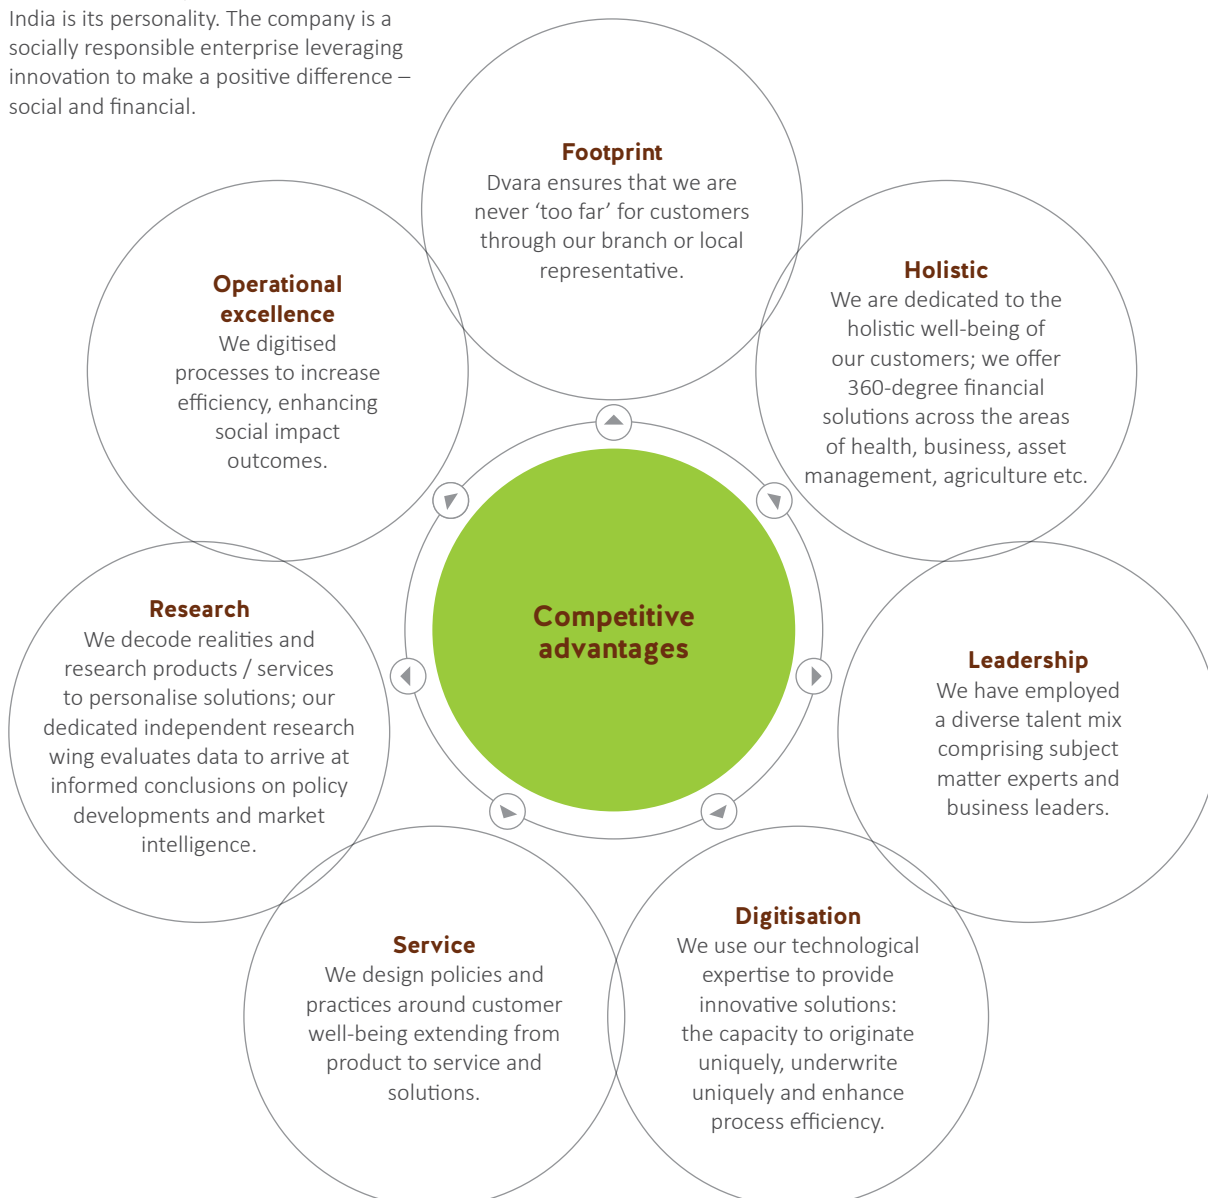 India is its personality. The company is a
socially responsible enterprise leveraging
innovation to make a positive difference –
social and financial.
Footprint
Dvara ensures that we are
never ‘too far’ for customers
through our branch or local
representative.
Holistic
We are dedicated to the
holistic well-being of
our customers; we offer
360-degree financial
solutions across the areas
of health, business, asset
management, agriculture etc.
Leadership
We have employed
a diverse talent mix
comprising subject
matter experts and
business leaders.
Digitisation
We use our technological
expertise to provide
innovative solutions:
the capacity to originate
uniquely, underwrite
uniquely and enhance
process efficiency.
Service
We design policies and
practices around customer
well-being extending from
product to service and
solutions.
Research
We decode realities and
research products / services
to personalise solutions; our
dedicated independent research
wing evaluates data to arrive at
informed conclusions on policy
developments and market
intelligence.
Operational
excellence
We digitised
processes to increase
efficiency, enhancing
social impact
outcomes.
Competitive
advantages